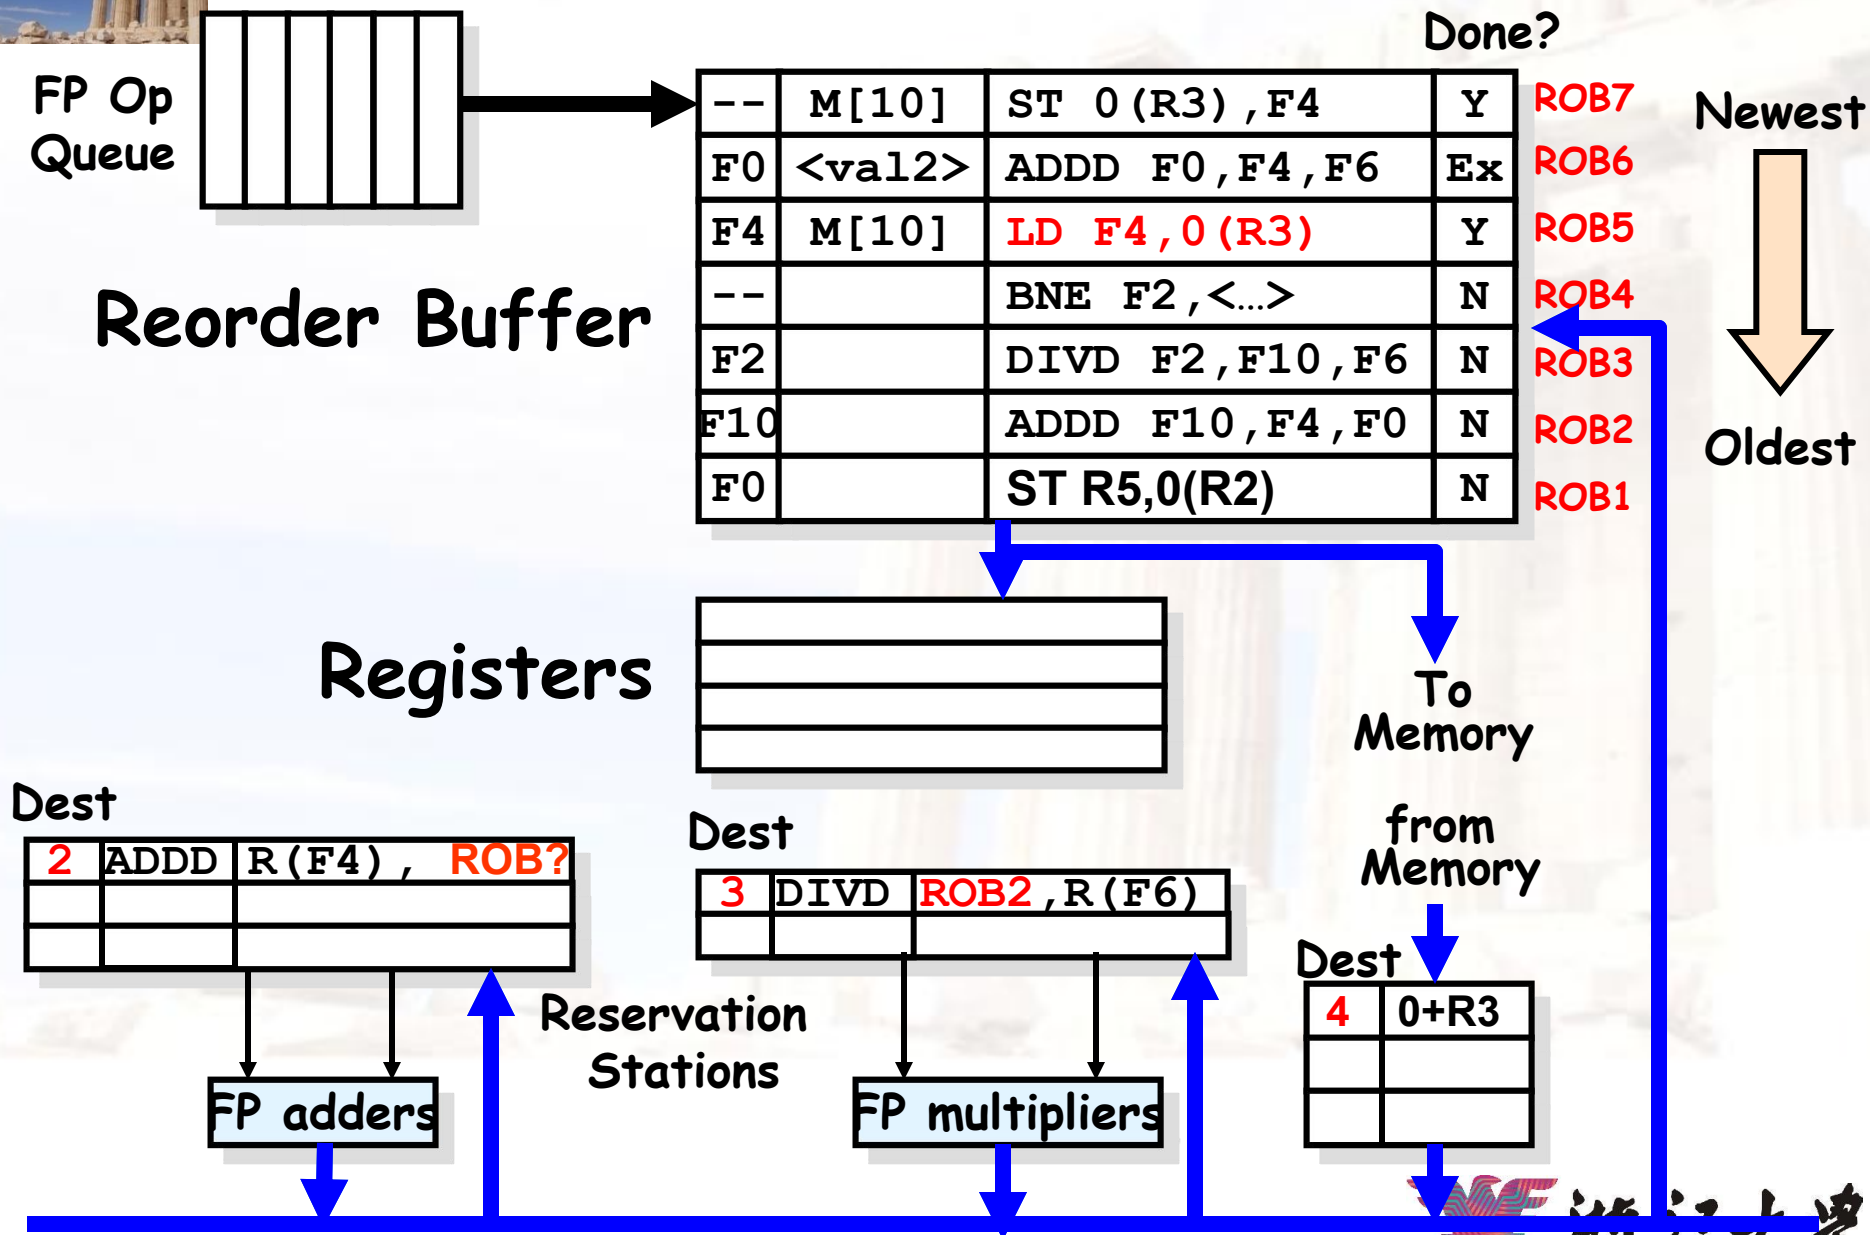 Done?
FP Op
Queue
-- M[10] ST 0(R3),F4 Y ROB7
F0 <val2> ADDD F0,F4,F6 Ex ROB6
F4 M[10] LD F4,0(R3) Y ROB5
-- BNE F2,<…> N ROB4
F2 DIVD F2,F10,F6 N ROB3
F10 ADDD F10,F4,F0 N ROB2
F0 ST R5,0(R2) N ROB1
Newest
Oldest
Reorder Buffer
Registers
To
Memory
from
Memory
Dest
2 ADDD R(F4), ROB?
Dest
3 DIVD ROB2,R(F6)
Dest
4 0+R3
Reservation
Stations
FP adders
FP multipliers